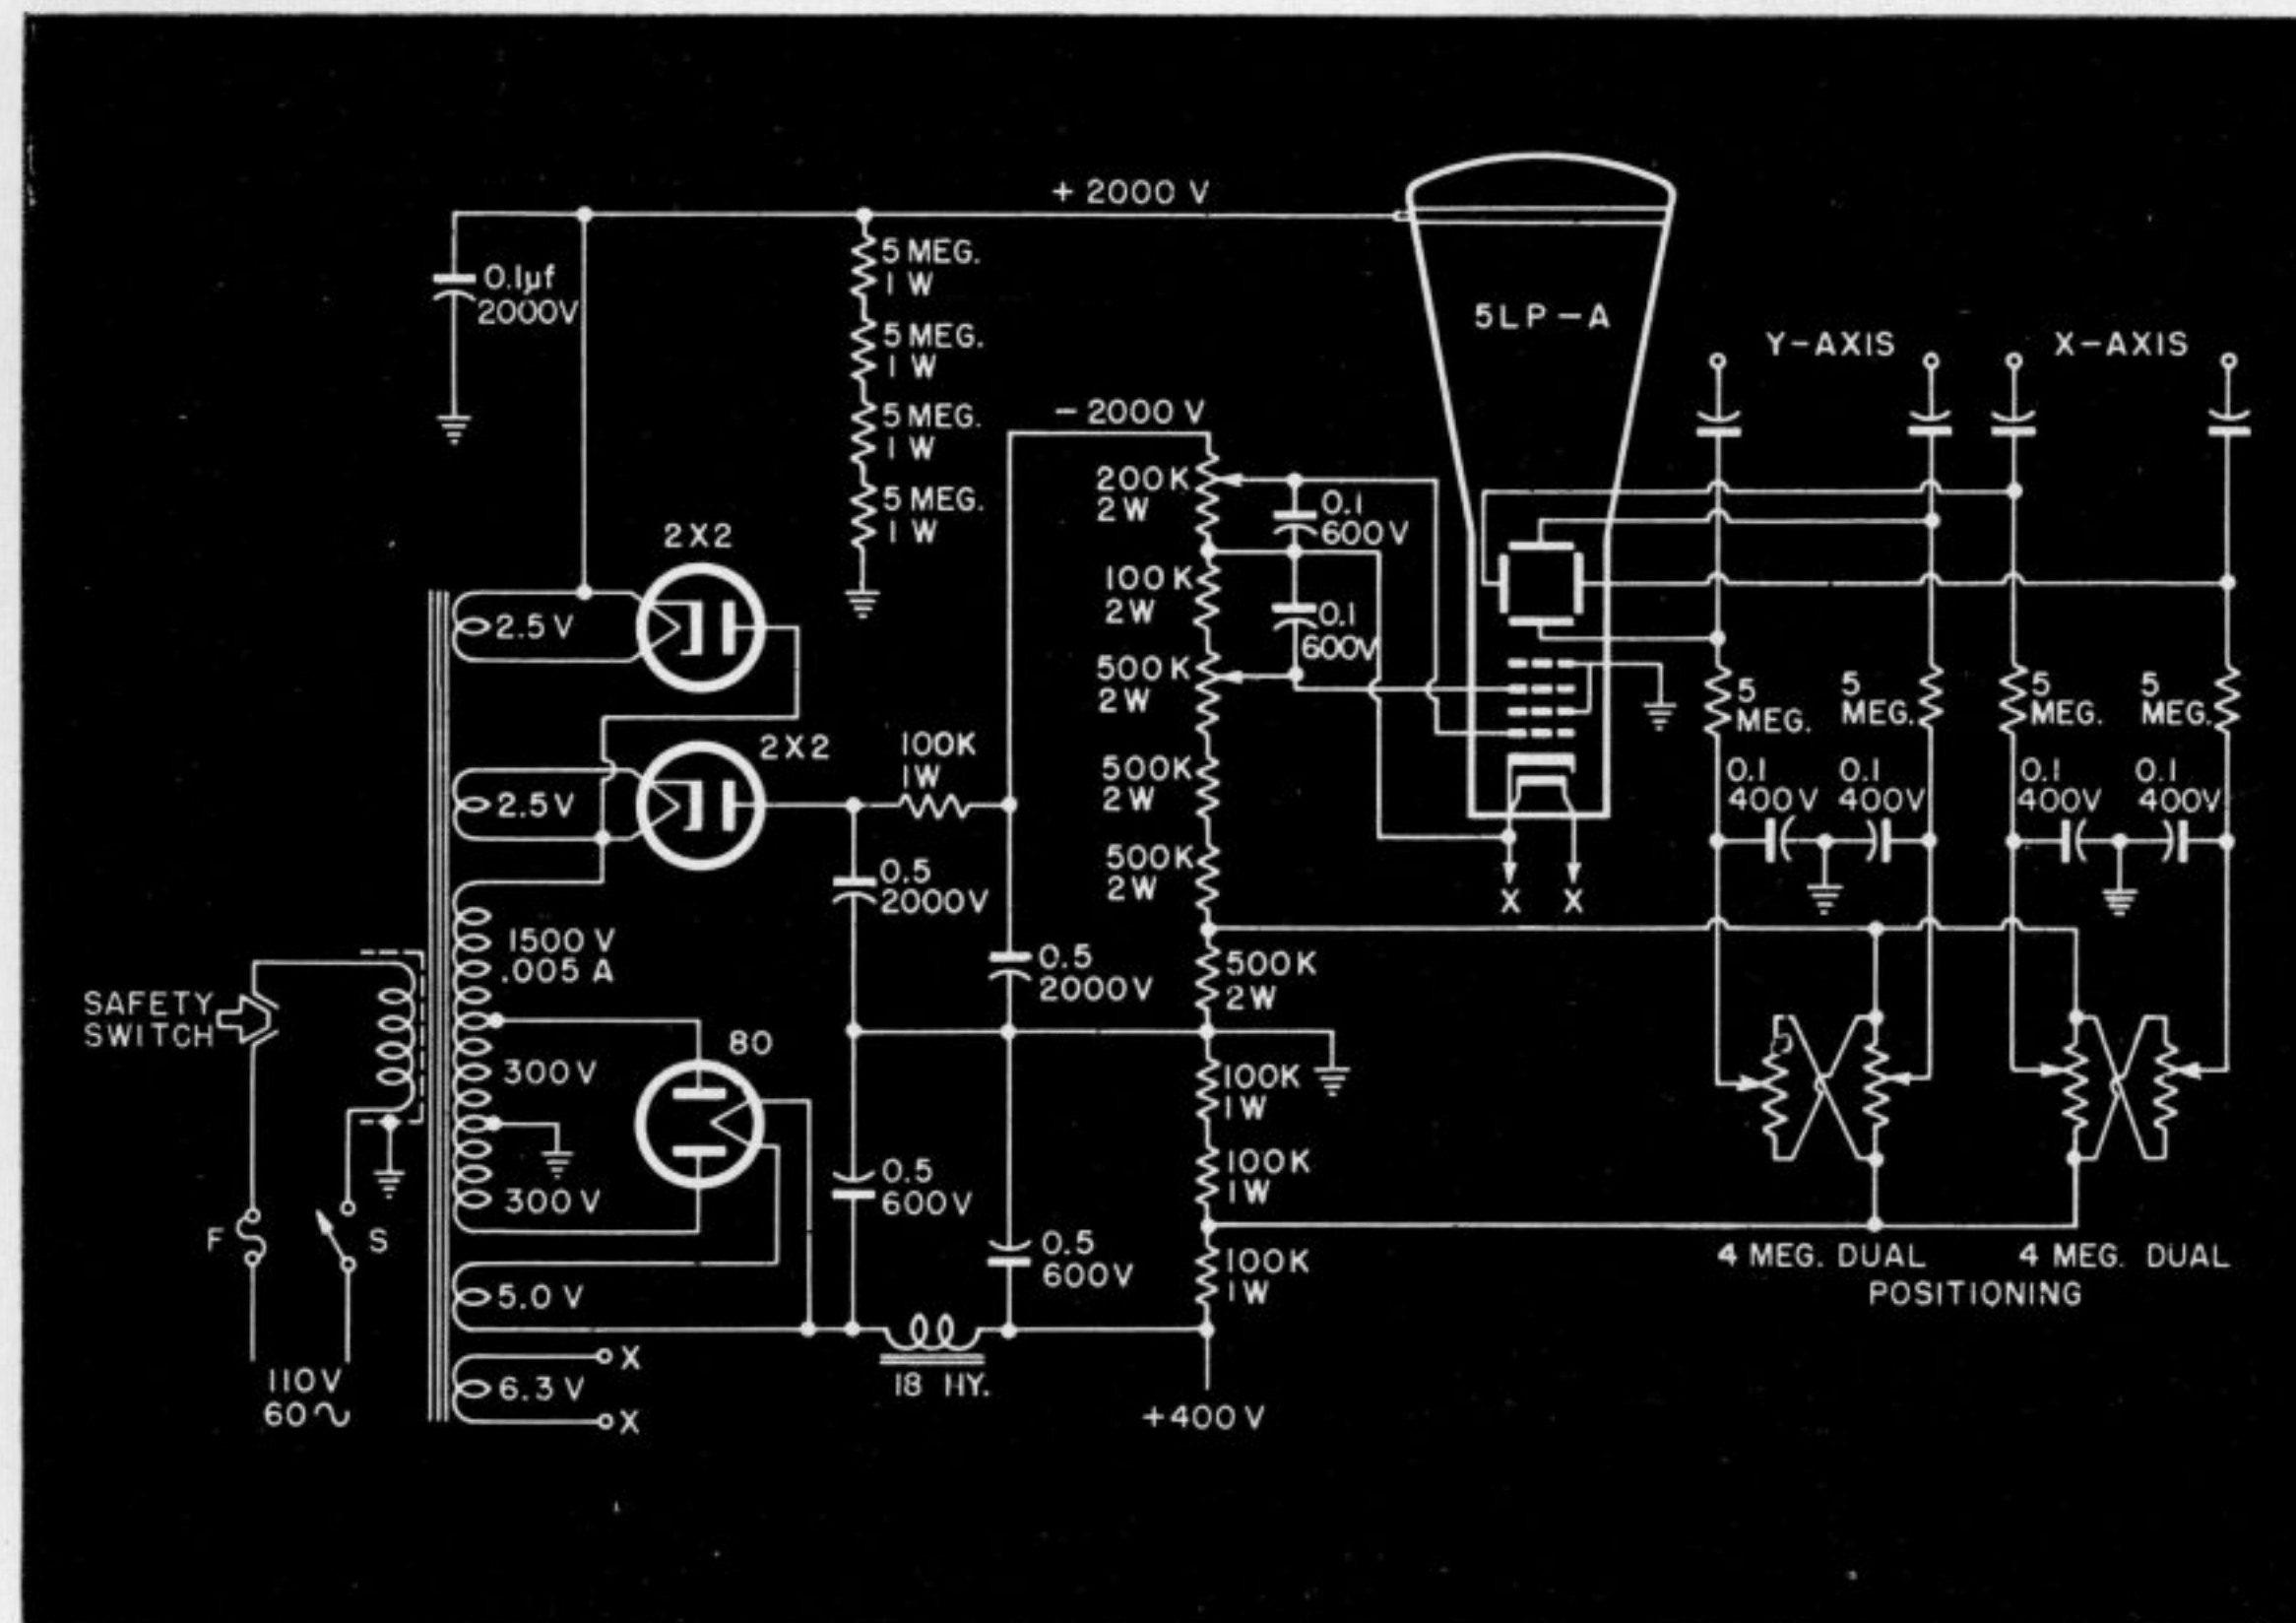 + 2000 V
0.1µf
2000V
5 MEG.
1 W
5 MEG.
1 W
5 MEG.
1 W
5 MEG.
1 W
5LP-A
Y-AXIS
X-AXIS
- 2000 V
200K
2W
0.1
600V
100K
2W
0.1
600V
500K
2W
500K
2W
500K
2W
500K
2W
2X2
2.5 V
2X2
2.5 V
100K
1W
0.5
2000V
0.5
2000V
1500 V
.005 A
SAFETY
SWITCH
300V
80
300 V
5.0 V
6.3 V
X
X
F
S
110V
60∿
0.5
600V
0.5
600V
18 HY.
100K
1W
100K
1W
100K
1W
+400V
X
X
5
MEG.
5
MEG.
5
MEG.
5
MEG.
0.1
400V
0.1
400V
0.1
400V
0.1
400V
4 MEG. DUAL
4 MEG. DUAL
POSITIONING